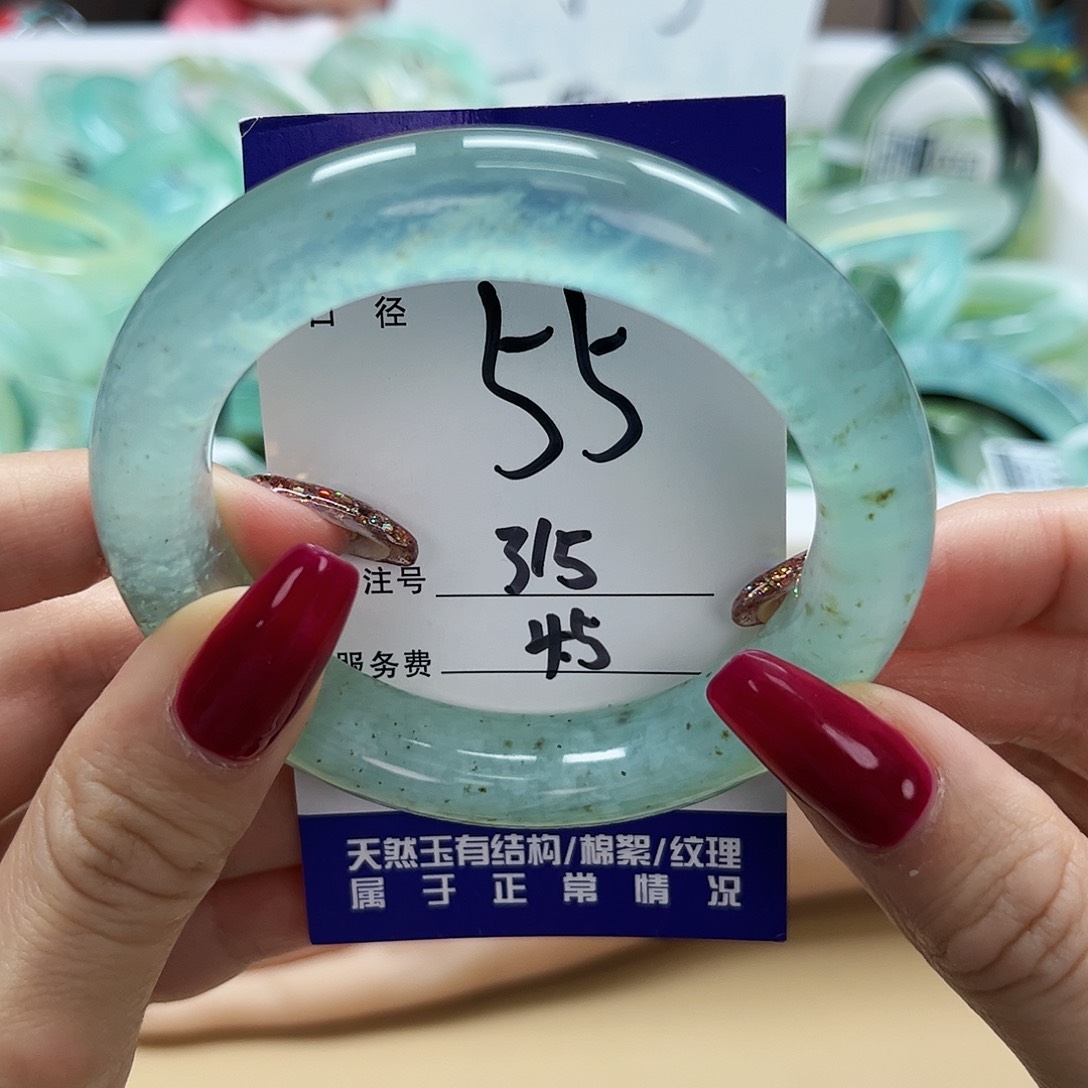 口 径
55
注号 315
服务费 45
天然玉有结构/棉絮/纹理
属于正常情况